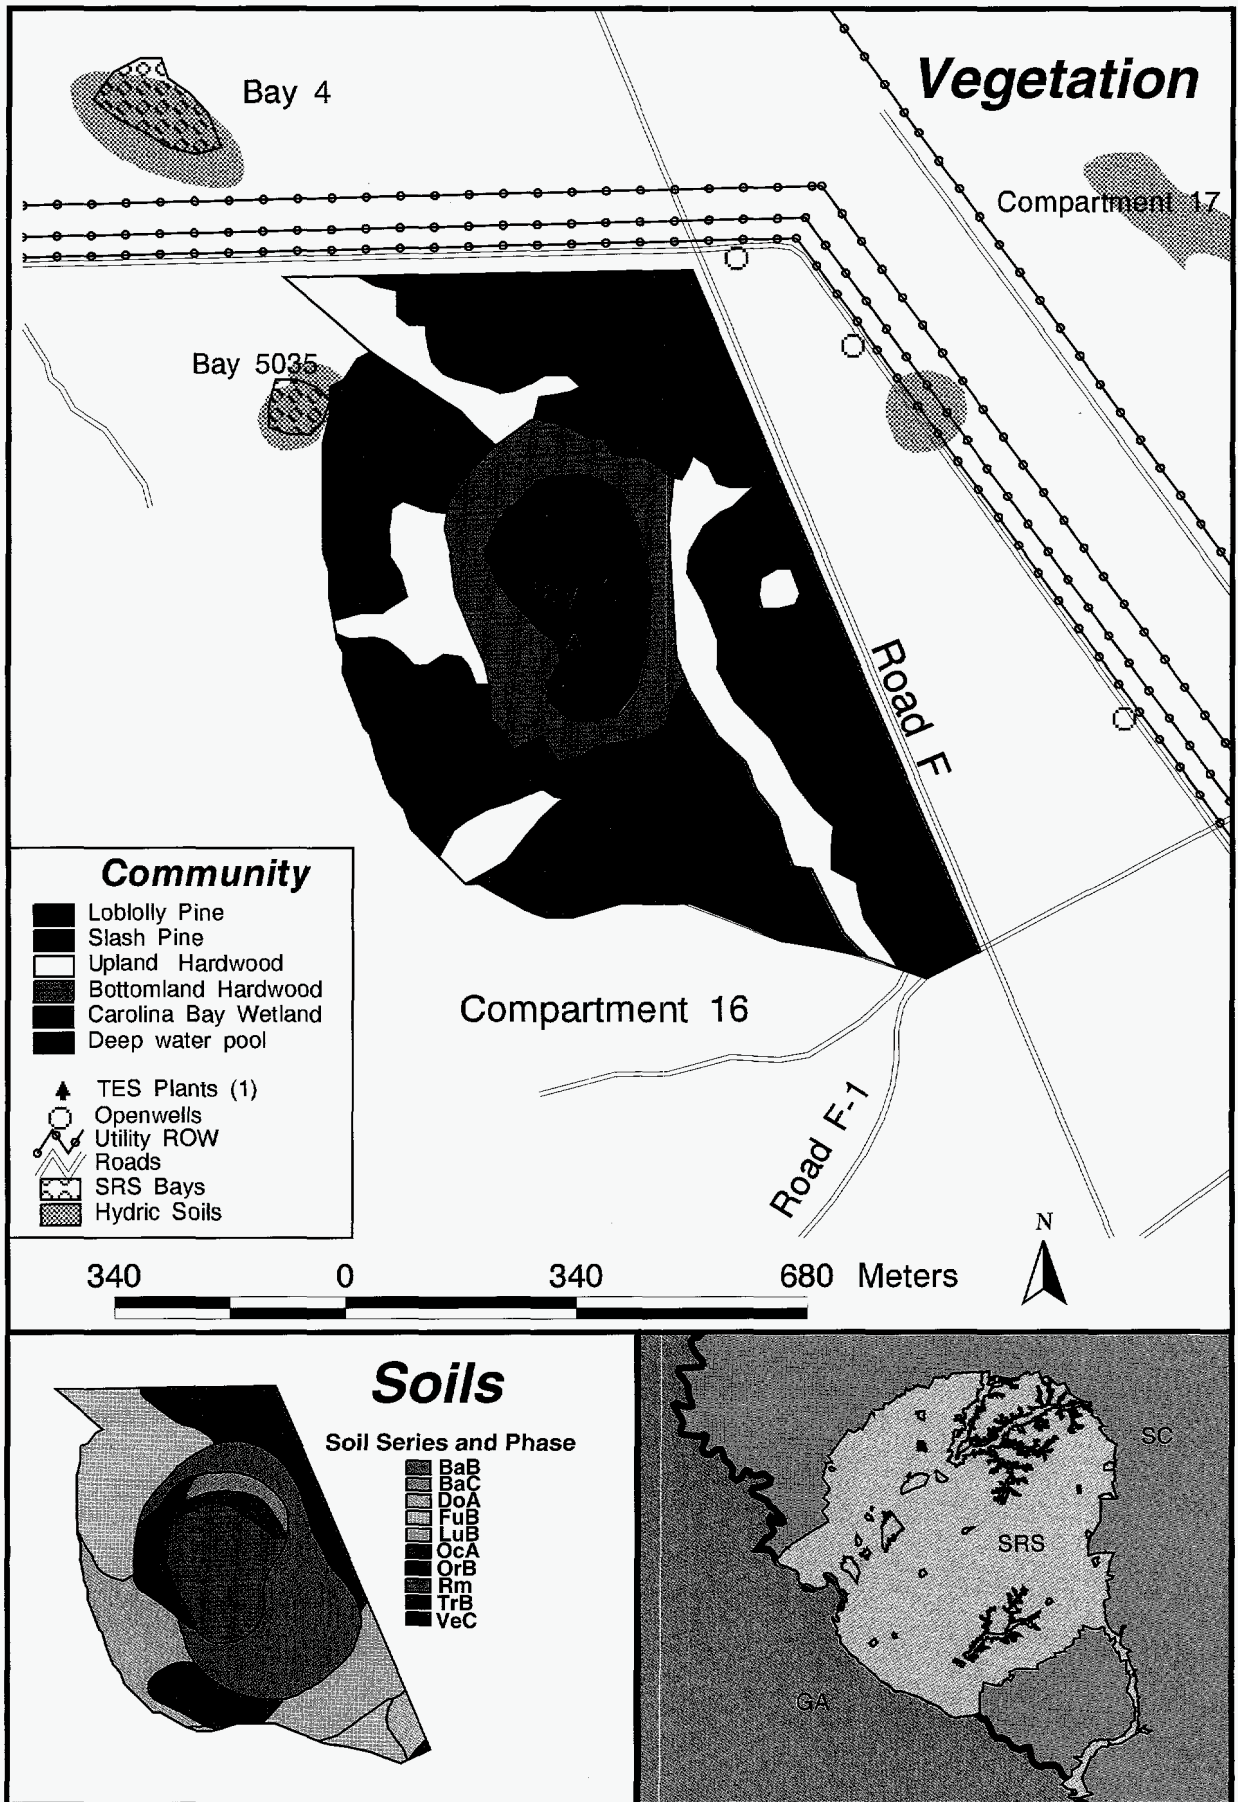 Vegetation
Bay 4
Compartment 17
Bay 5035
Road F
Community
Loblolly Pine
Slash Pine
Upland Hardwood
Bottomland Hardwood
Carolina Bay Wetland
Deep water pool
TES Plants (1)
Openwells
Utility ROW
Roads
SRS Bays
Hydric Soils
Compartment 16
Road F-1
N
340 0 340 680 Meters
Soils
Soil Series and Phase
BaB
BaC
DoA
FuB
LuB
OcA
OrB
Rm
TrB
VeC
SC
SRS
GA